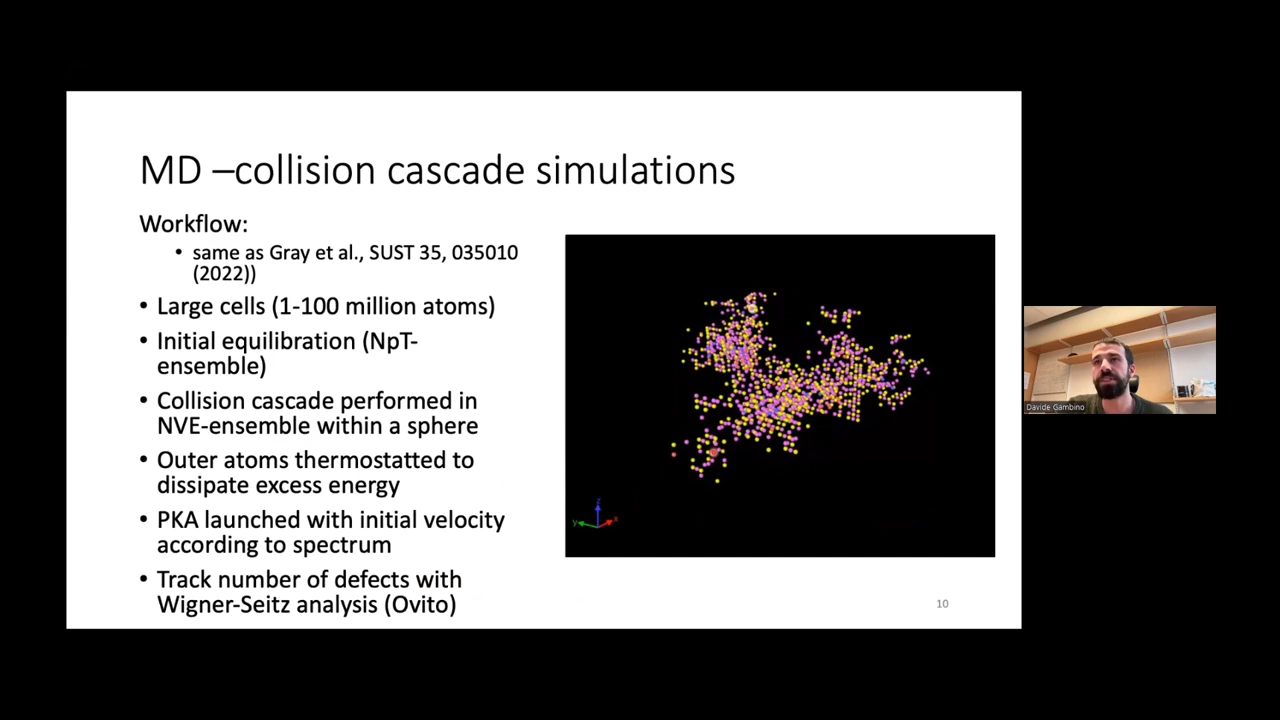 MD –collision cascade simulations
Workflow:
• same as Gray et al., SUST 35, 035010
(2022))
• Large cells (1-100 million atoms)
• Initial equilibration (NpT-
ensemble)
• Collision cascade performed in
NVE-ensemble within a sphere
• Outer atoms thermostatted to
dissipate excess energy
• PKA launched with initial velocity
according to spectrum
• Track number of defects with
Wigner-Seitz analysis (Ovito)
z
y
x
10
Davide Gambino